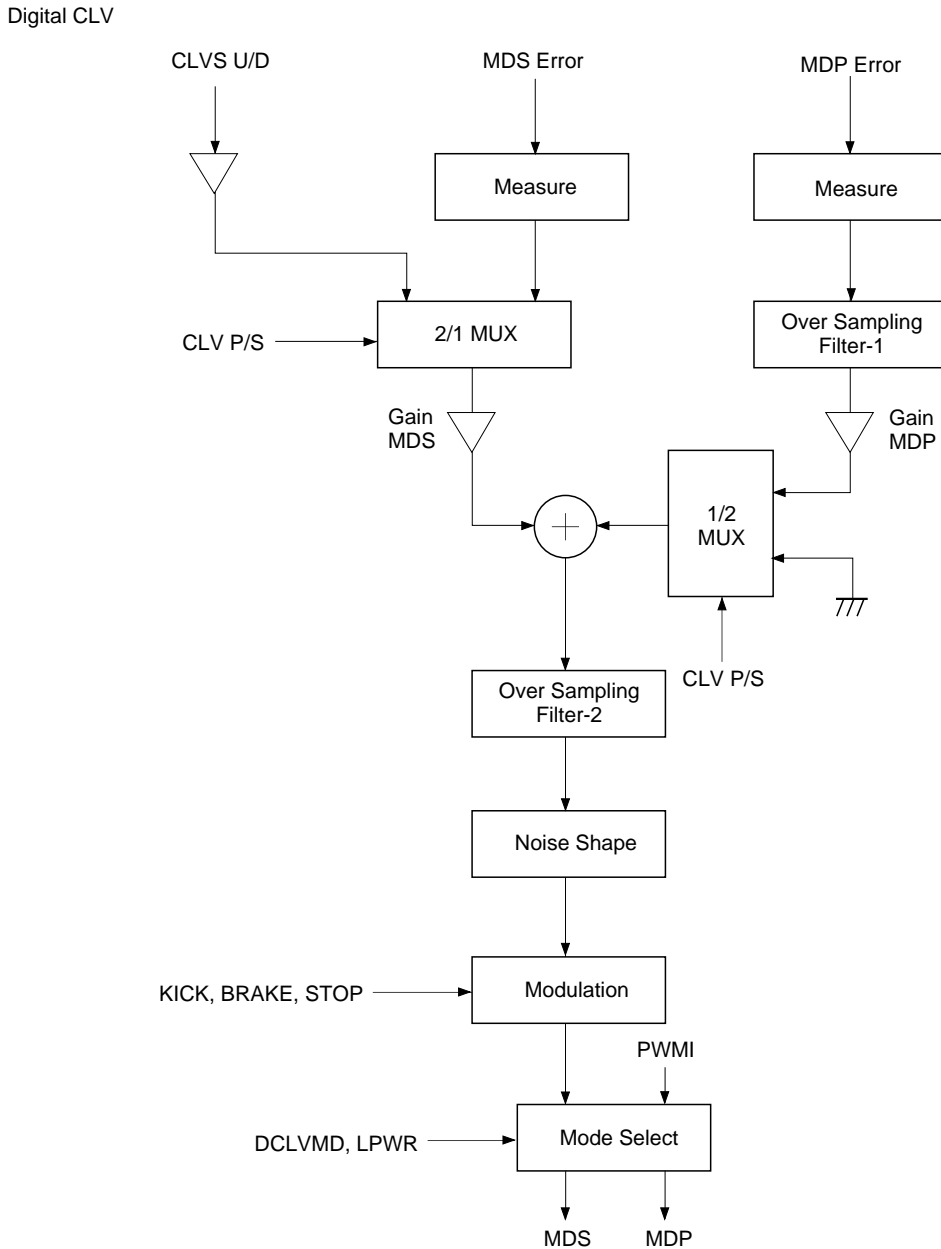 Digital CLV
CLVS U/D
MDS Error
MDP Error
Measure
Measure
2/1 MUX
Over Sampling
Filter-1
CLV P/S
Gain
MDS
Gain
MDP
1/2
MUX
CLV P/S
Over Sampling
Filter-2
Noise Shape
KICK, BRAKE, STOP
Modulation
PWMI
DCLVMD, LPWR
Mode Select
MDS
MDP